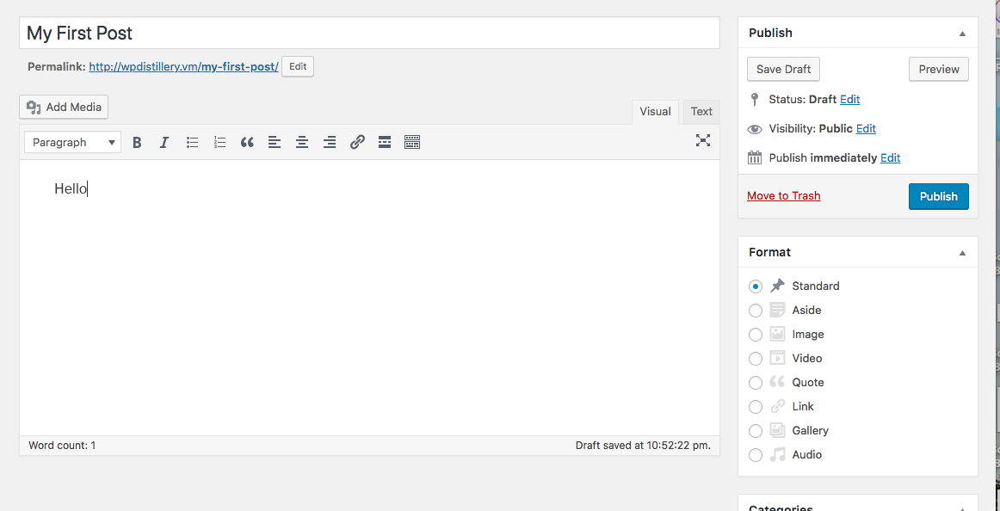 My First Post
Permalink: http://wpdistillery.vm/my-first-post/ Edit
Add Media
Visual Text
Paragraph
Hello
Word count: 1 Draft saved at 10:52:22 pm.
Publish
Save Draft Preview
Status: Draft Edit
Visibility: Public Edit
Publish immediately Edit
Move to Trash Publish
Format
Standard
Aside
Image
Video
Quote
Link
Gallery
Audio
Categories